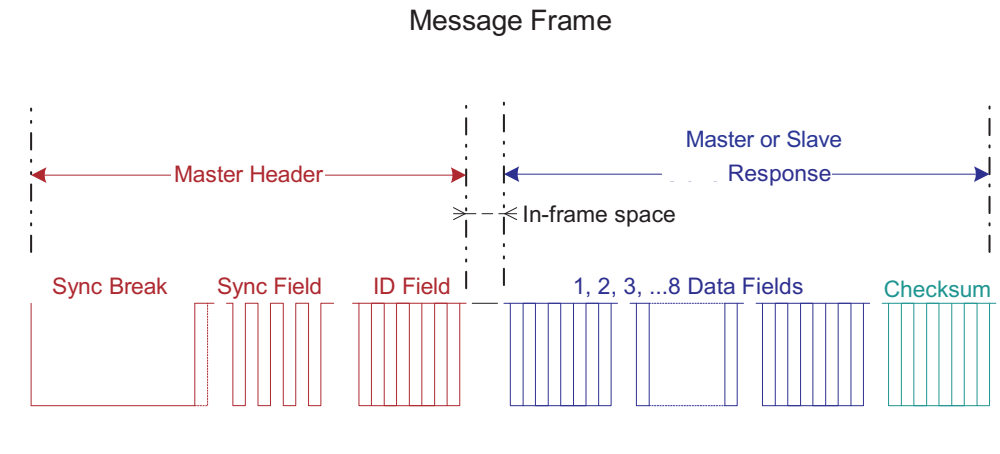 Message Frame
Master or Slave
Master Header
Response
In-frame space
Sync Break
Sync Field
ID Field
1, 2, 3, ...8 Data Fields
Checksum